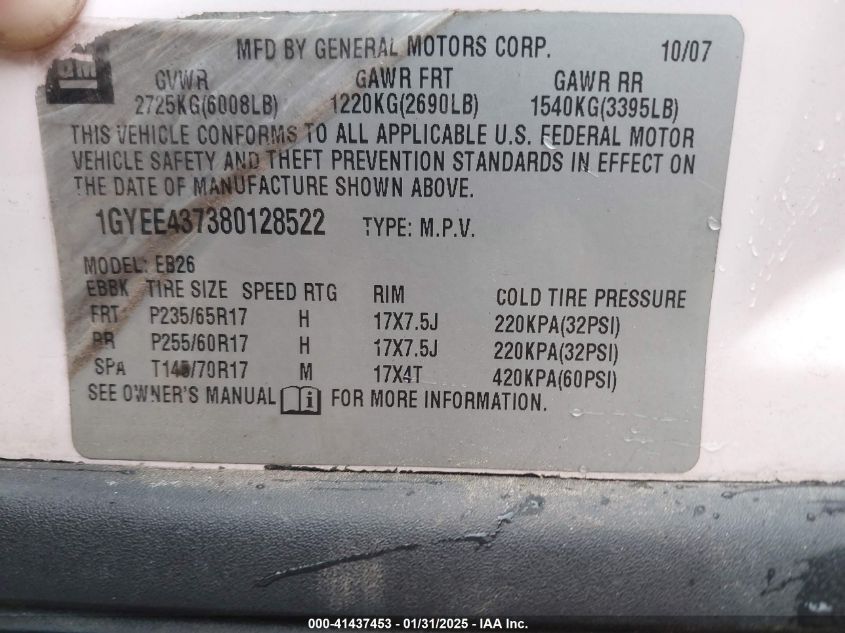 GM
MFD BY GENERAL MOTORS CORP. 10/07
GVWR GAWR FRT GAWR RR
2725KG(6008LB) 1220KG(2690LB) 1540KG(3395LB)
THIS VEHICLE CONFORMS TO ALL APPLICABLE U.S. FEDERAL MOTOR
VEHICLE SAFETY AND THEFT PREVENTION STANDARDS IN EFFECT ON
THE DATE OF MANUFACTURE SHOWN ABOVE.
1GYEE437380128522 TYPE: M.P.V.
MODEL: EB26
EBBK TIRE SIZE SPEED RTG RIM COLD TIRE PRESSURE
FRT P235/65R17 H 17X7.5J 220KPA(32PSI)
RR P255/60R17 H 17X7.5J 220KPA(32PSI)
SPA T145/70R17 M 17X4T 420KPA(60PSI)
SEE OWNER'S MANUAL i FOR MORE INFORMATION.
000-41437453 - 01/31/2025 - IAA Inc.